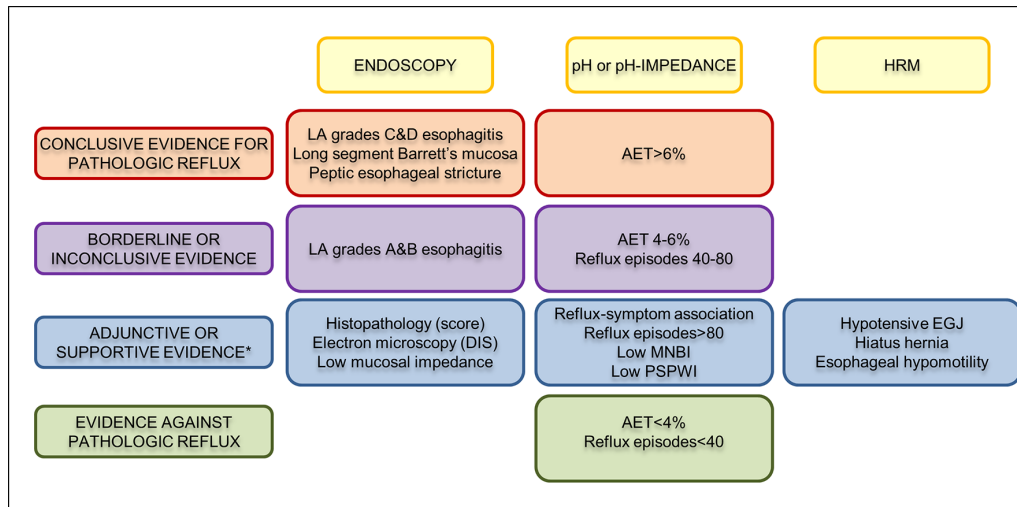 ENDOSCOPY
pH or pH-IMPEDANCE
HRM
CONCLUSIVE EVIDENCE FOR
PATHOLOGIC REFLUX
LA grades C&D esophagitis
Long segment Barrett's mucosa
Peptic esophageal stricture
AET>6%
BORDERLINE OR
INCONCLUSIVE EVIDENCE
LA grades A&B esophagitis
AET 4-6%
Reflux episodes 40-80
ADJUNCTIVE OR
SUPPORTIVE EVIDENCE*
Histopathology (score)
Electron microscopy (DIS)
Low mucosal impedance
Reflux-symptom association
Reflux episodes>80
Low MNBI
Low PSPWI
Hypotensive EGJ
Hiatus hernia
Esophageal hypomotility
EVIDENCE AGAINST
PATHOLOGIC REFLUX
AET<4%
Reflux episodes<40